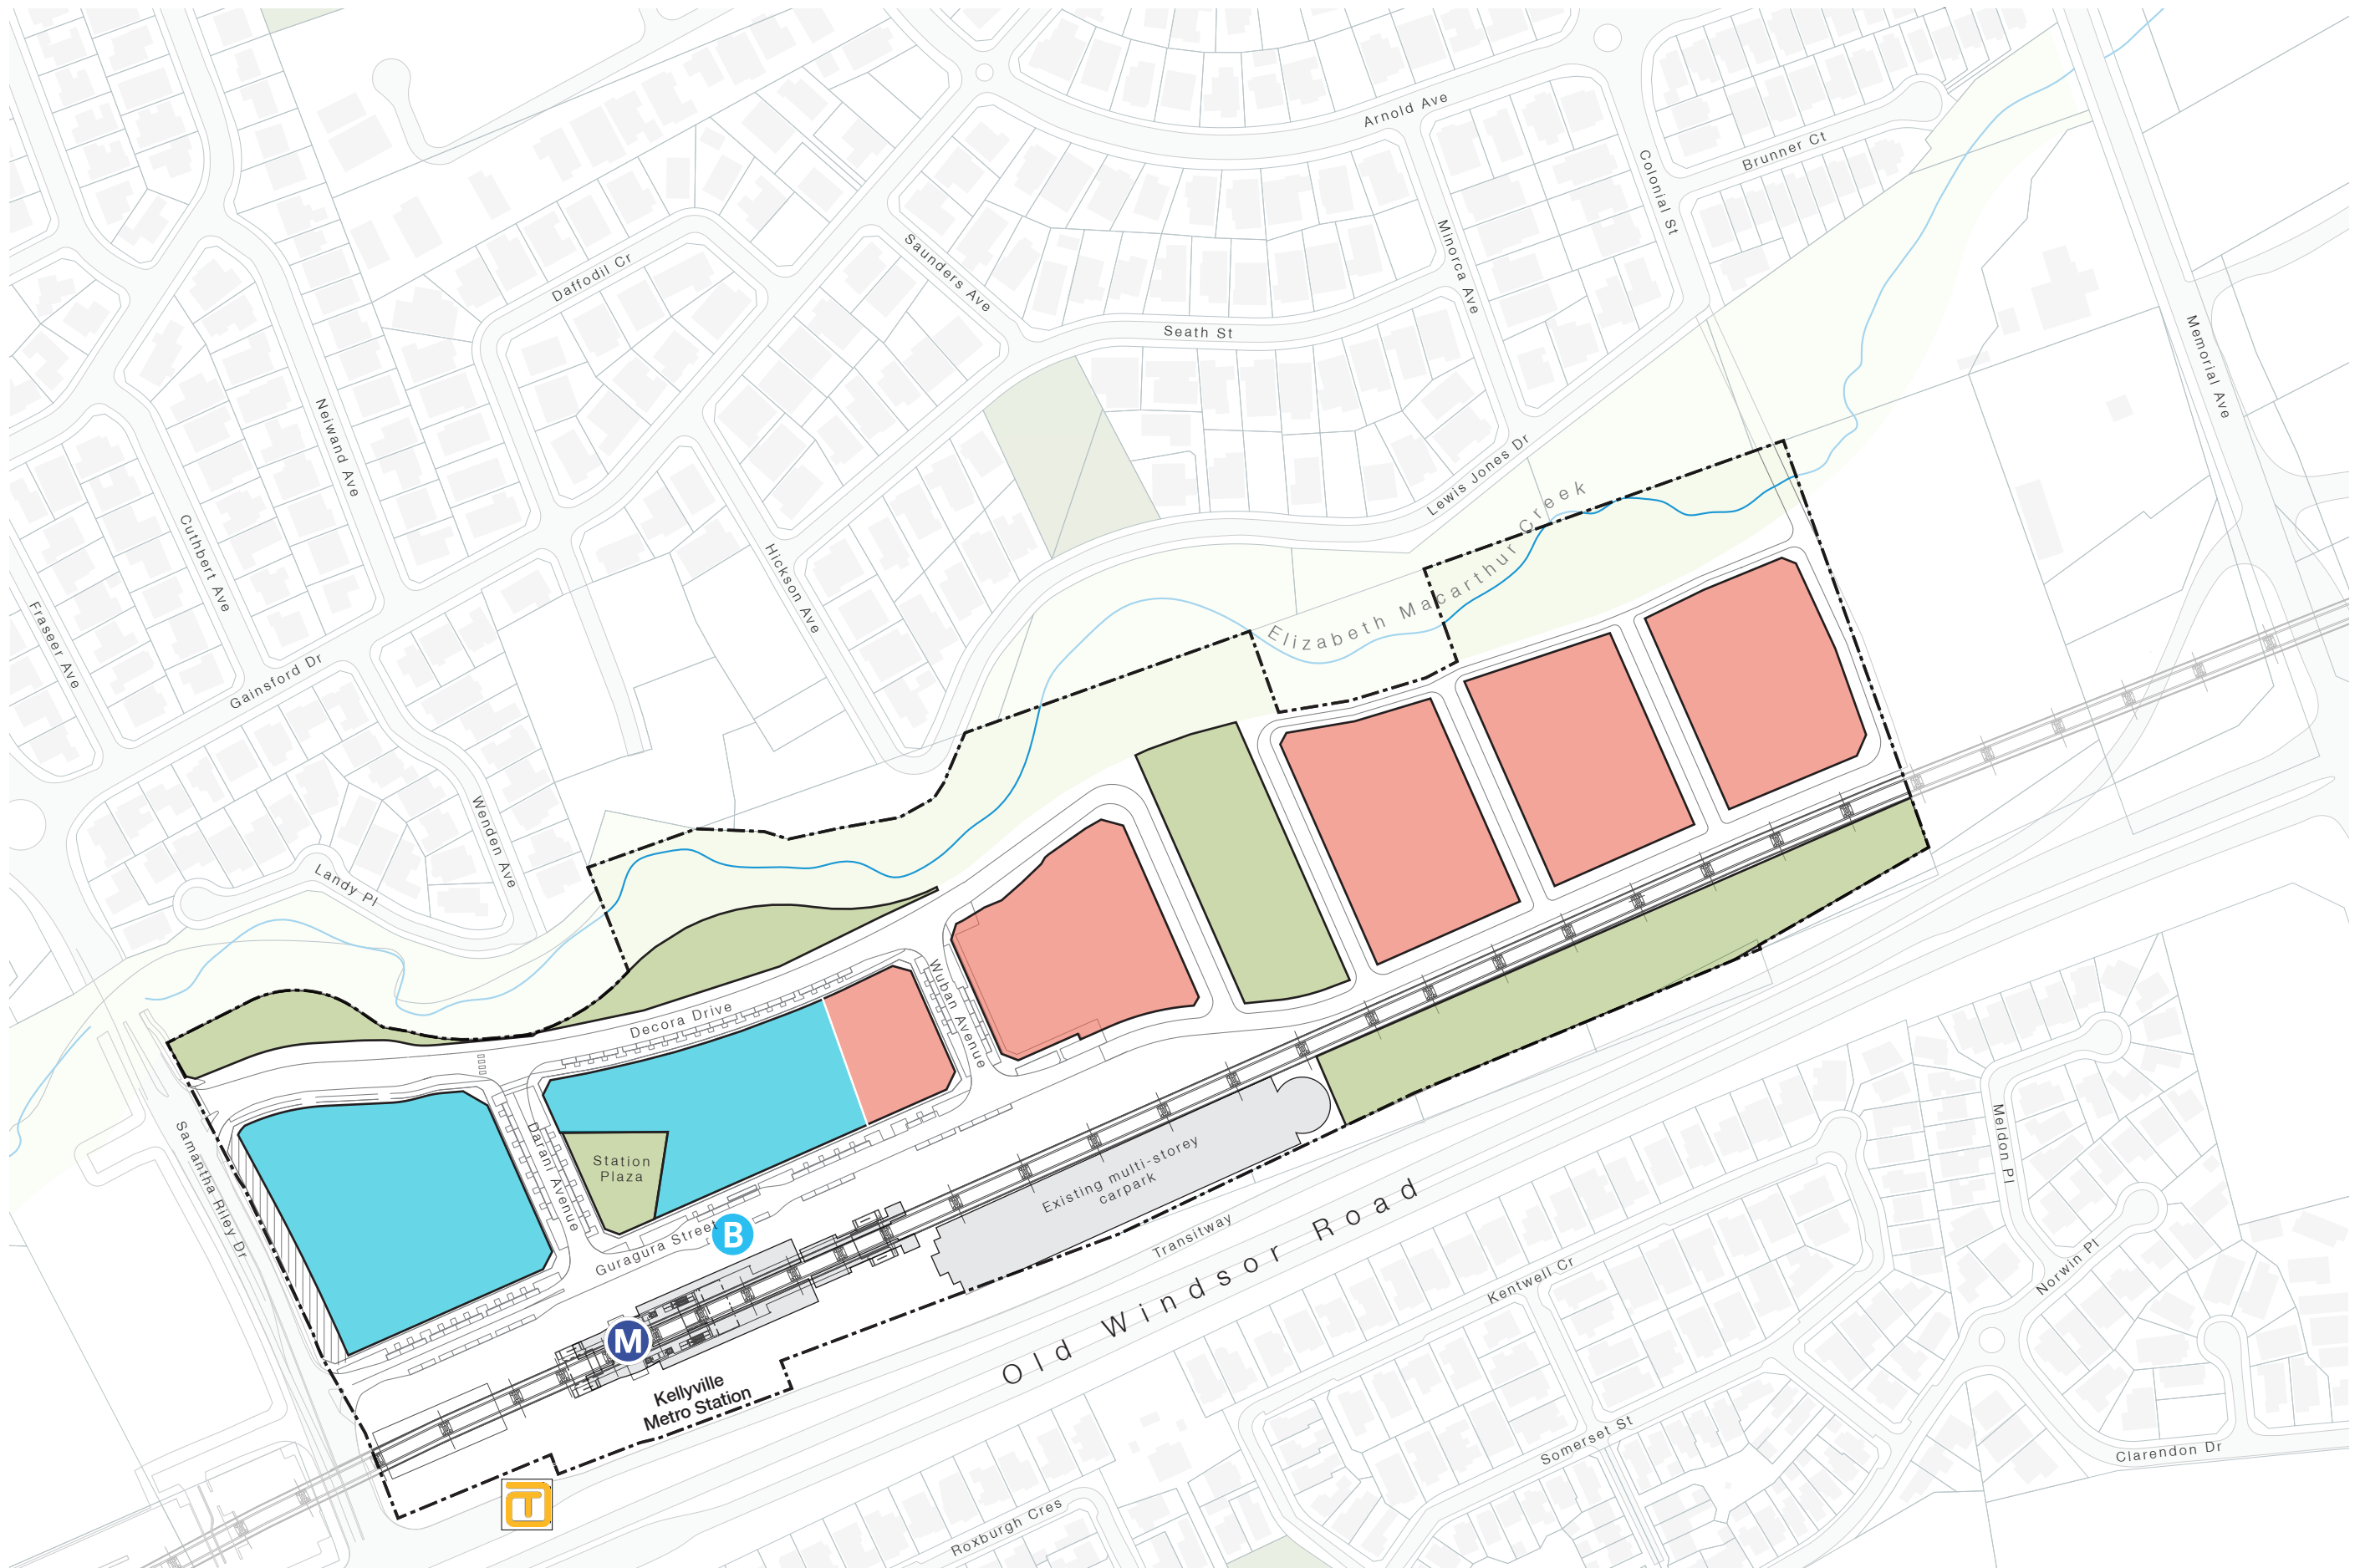 Arnold Ave
Brunner Ct
Colonial St
Minorca Ave
Saunders Ave
Daffodil Cr
Seath St
Memorial Ave
Neiwand Ave
Lewis Jones Dr
Cuthbert Ave
Hickson Ave
Elizabeth Macarthur Creek
Fraseer Ave
Gainsford Dr
Wenden Ave
Landy Pl
Wuban Avenue
Decora Drive
Samantha Riley Dr
Darani Avenue
Station
Plaza
Guragura Street
B
Existing multi-storey
carpark
Transitway
Old Windsor Road
M
Kellyville
Metro Station
T
Meldon Pl
Norwin Pl
Kentwell Cr
Somerset St
Clarendon Dr
Roxburgh Cres